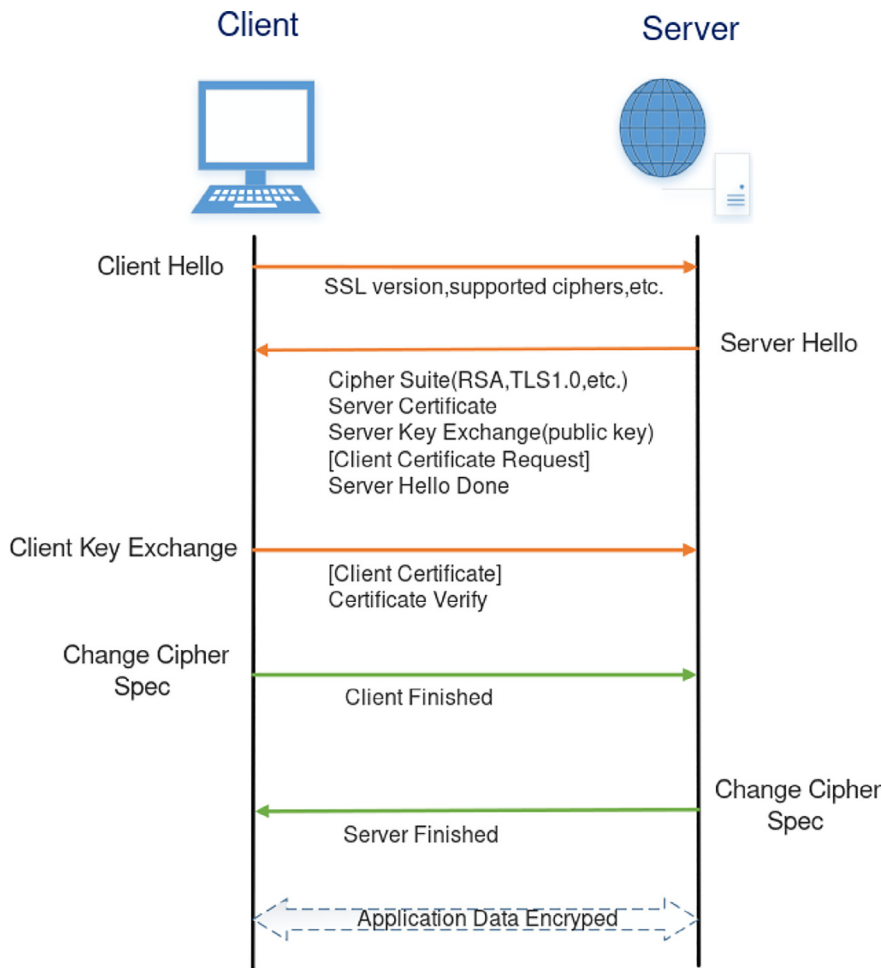 Client
Server
Client Hello
SSL version,supported ciphers,etc.
Server Hello
Cipher Suite(RSA,TLS1.0,etc.)
Server Certificate
Server Key Exchange(public key)
[Client Certificate Request]
Server Hello Done
Client Key Exchange
[Client Certificate]
Certificate Verify
Change Cipher
Spec
Client Finished
Change Cipher
Spec
Server Finished
Application Data Encryped